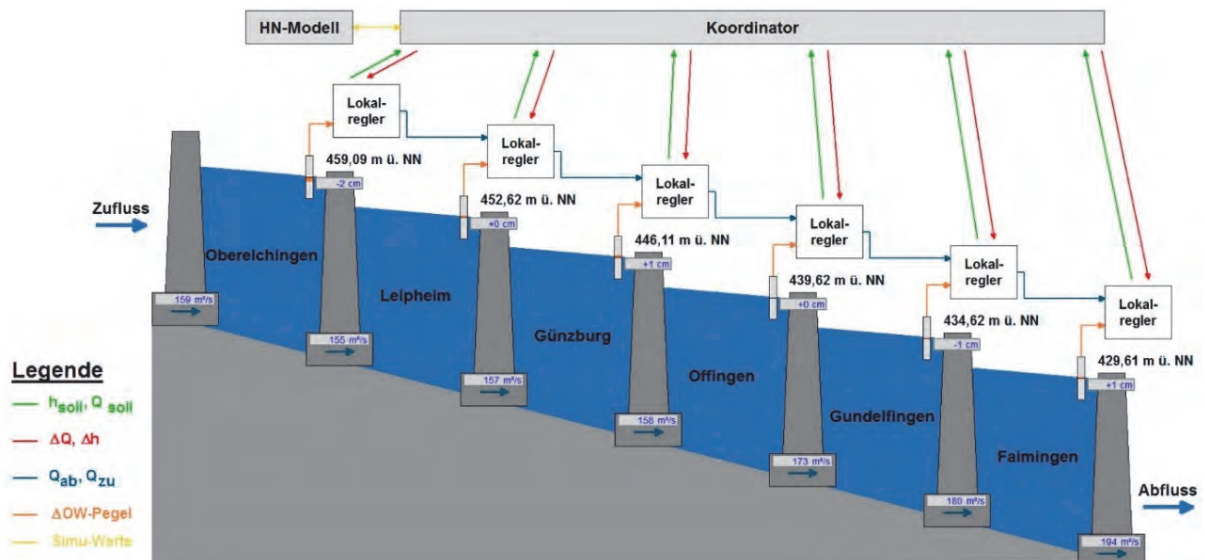 HN-Modell
Koordinator
Lokal-
regler
459,09 m ü. NN
-2 cm
Lokal-
regler
452,62 m ü. NN
+0 cm
Lokal-
regler
446,11 m ü. NN
+1 cm
Lokal-
regler
439,62 m ü. NN
+0 cm
Lokal-
regler
434,62 m ü. NN
-1 cm
Lokal-
regler
429,61 m ü. NN
+1 cm
Zufluss
Oberelchingen
Leipheim
Günzburg
Offingen
Gundelfingen
Faimingen
Abfluss
159 m³/s
155 m³/s
157 m³/s
158 m³/s
173 m³/s
180 m³/s
194 m³/s
Legende
hsoll, Q soll
ΔQ, Δh
Qab, Qzu
ΔOW-Pegel
Simu-Werte